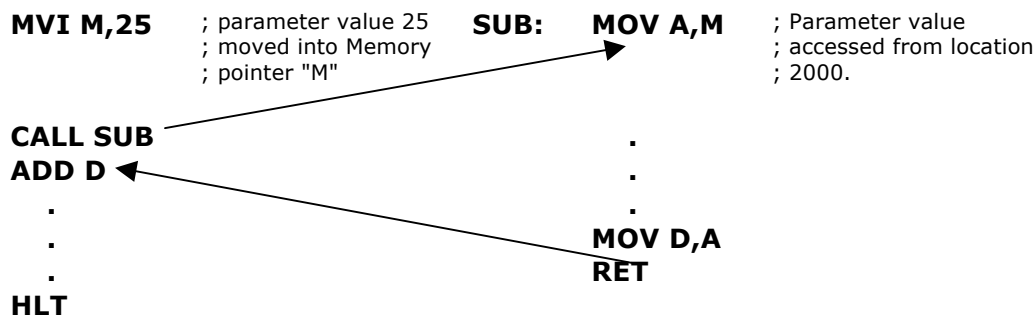 MVI M,25 ; parameter value 25 SUB: MOV A,M ; Parameter value
; moved into Memory ; accessed from location
; pointer "M" ; 2000.
CALL SUB .
ADD D .
. .
. MOV D,A
. RET
HLT